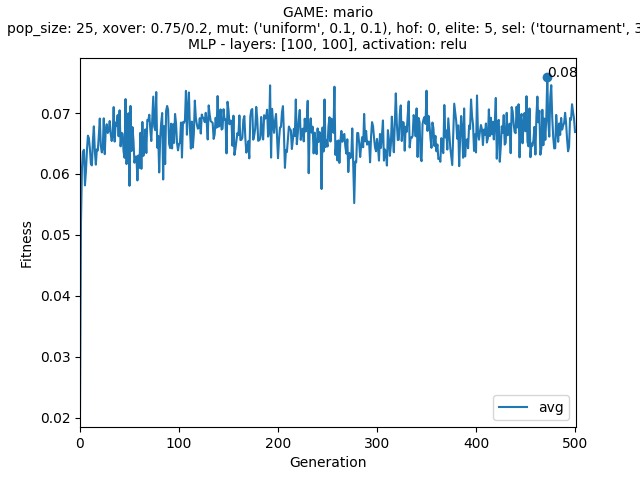 GAME: mario
pop_size: 25, xover: 0.75/0.2, mut: ('uniform', 0.1, 0.1), hof: 0, elite: 5, sel: ('tournament', 3
MLP - layers: [100, 100], activation: relu
0.08
0.07
0.06
0.05
0.04
0.03
0.02
Fitness
avg
0 100 200 300 400 500
Generation